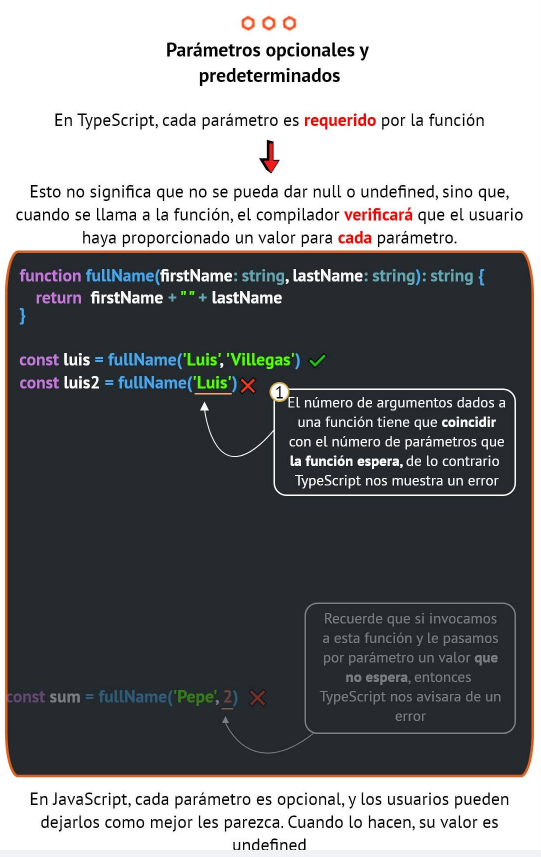 Parámetros opcionales y
predeterminados
En TypeScript, cada parámetro es requerido por la función
Esto no significa que no se pueda dar null o undefined, sino que,
cuando se llama a la función, el compilador verificará que el usuario
haya proporcionado un valor para cada parámetro.
function fullName(firstName: string, lastName: string): string {
return firstName + " " + lastName
}
const luis = fullName('Luis', 'Villegas')
const luis2 = fullName('Luis')
1
El número de argumentos dados a
una función tiene que coincidir
con el número de parámetros que
la función espera, de lo contrario
TypeScript nos muestra un error
Recuerde que si invocamos
a esta función y le pasamos
por parámetro un valor que
no espera, entonces
TypeScript nos avisara de un
error
const sum = fullName('Pepe', 2)
En JavaScript, cada parámetro es opcional, y los usuarios pueden
dejarlos como mejor les parezca. Cuando lo hacen, su valor es
undefined